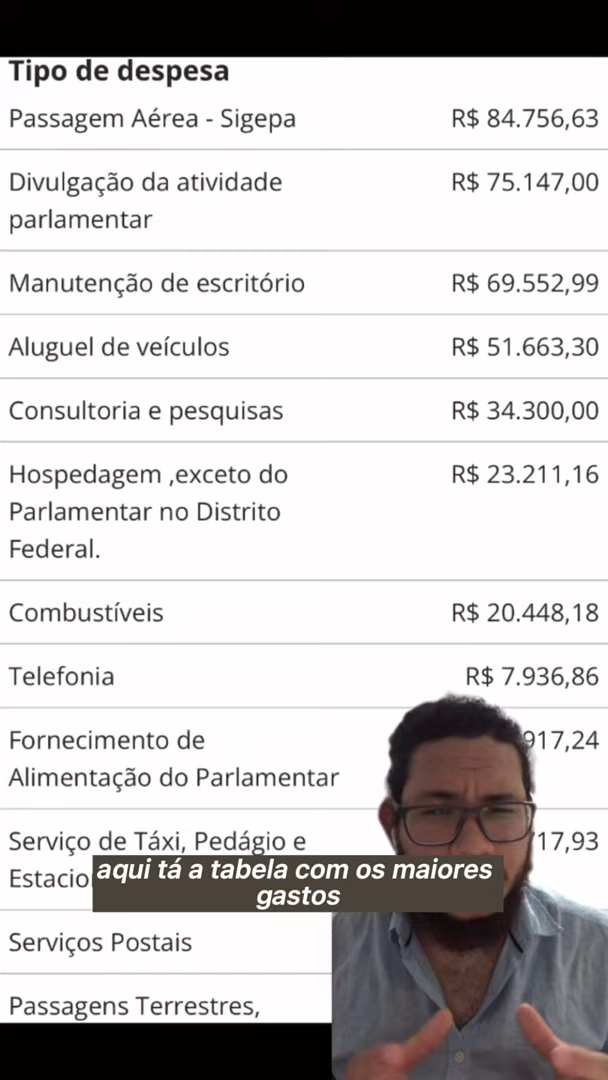 Tipo de despesa
Passagem Aérea - Sigepa R$ 84.756,63
Divulgação da atividade R$ 75.147,00
parlamentar
Manutenção de escritório R$ 69.552,99
Aluguel de veículos R$ 51.663,30
Consultoria e pesquisas R$ 34.300,00
Hospedagem ,exceto do R$ 23.211,16
Parlamentar no Distrito
Federal.
Combustíveis R$ 20.448,18
Telefonia R$ 7.936,86
Fornecimento de 917,24
Alimentação do Parlamentar
Serviço de Táxi, Pedágio e 17,93
Estacio
aqui tá a tabela com os maiores
gastos
Serviços Postais
Passagens Terrestres,